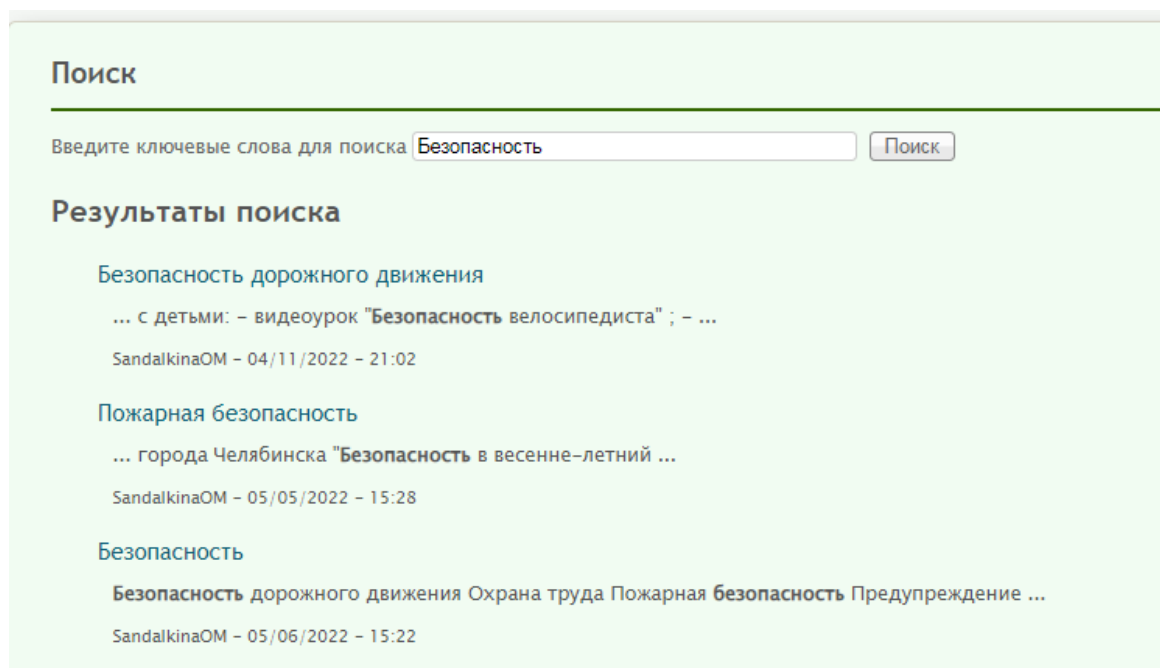 Поиск
Введите ключевые слова для поиска Безопасность Поиск
Результаты поиска
Безопасность дорожного движения
... с детьми: – видеоурок "Безопасность велосипедиста" ; – ...
SandalkinaOM – 04/11/2022 – 21:02
Пожарная безопасность
... города Челябинска "Безопасность в весенне–летний ...
SandalkinaOM – 05/05/2022 – 15:28
Безопасность
Безопасность дорожного движения Охрана труда Пожарная безопасность Предупреждение ...
SandalkinaOM – 05/06/2022 – 15:22